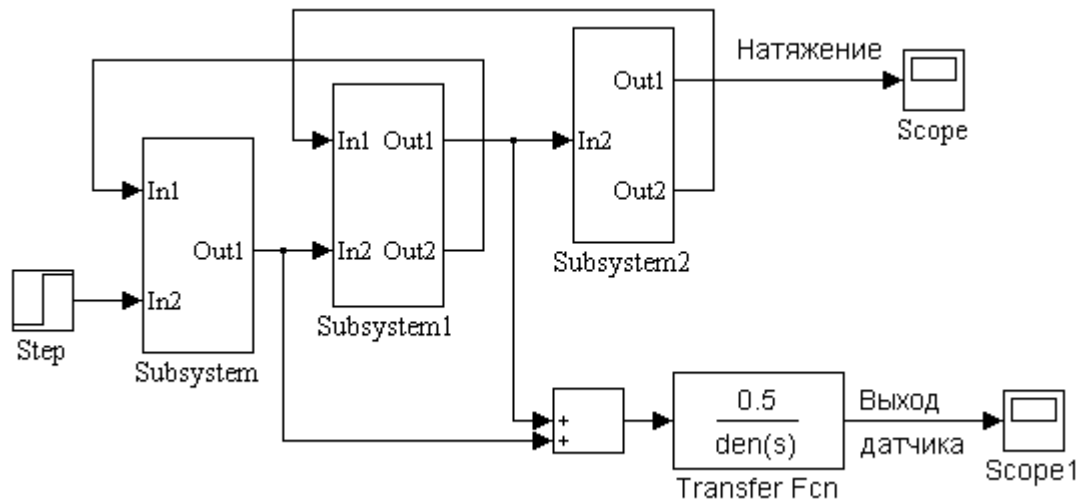 Натяжение
Out1
Scope
In1
Out1
In2
In1
Out2
Out1
In2
Out2
Subsystem2
In2
Subsystem1
Step
Subsystem
0.5
den(s)
+
+
Выход
датчика
Scope1
Transfer Fcn